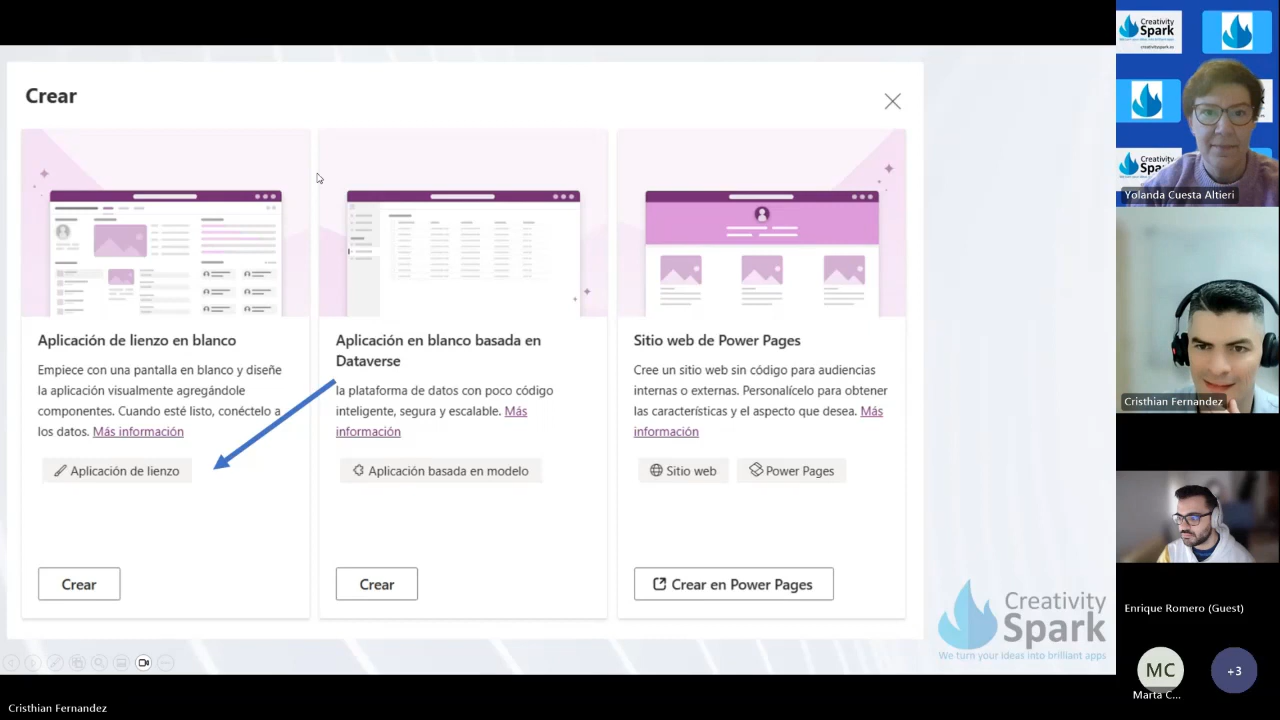 Crear
Aplicación de lienzo en blanco
Empiece con una pantalla en blanco y diseñe
la aplicación visualmente agregándole
componentes. Cuando esté listo, conéctelo a
los datos. Más información
Aplicación de lienzo
Crear
Aplicación en blanco basada en
Dataverse
la plataforma de datos con poco código
inteligente, segura y escalable. Más
información
Aplicación basada en modelo
Crear
Sitio web de Power Pages
Cree un sitio web sin código para audiencias
internas o externas. Personalícelo para obtener
las características y el aspecto que desea. Más
información
Sitio web
Power Pages
Crear en Power Pages
Creativity
Spark
We turn your ideas into brilliant apps
Cristhian Fernandez
Creativity
Spark
Creativity
Spark
Yolanda Cuesta Altieri
Cristhian Fernandez
Enrique Romero (Guest)
MC
Marta C...
+3